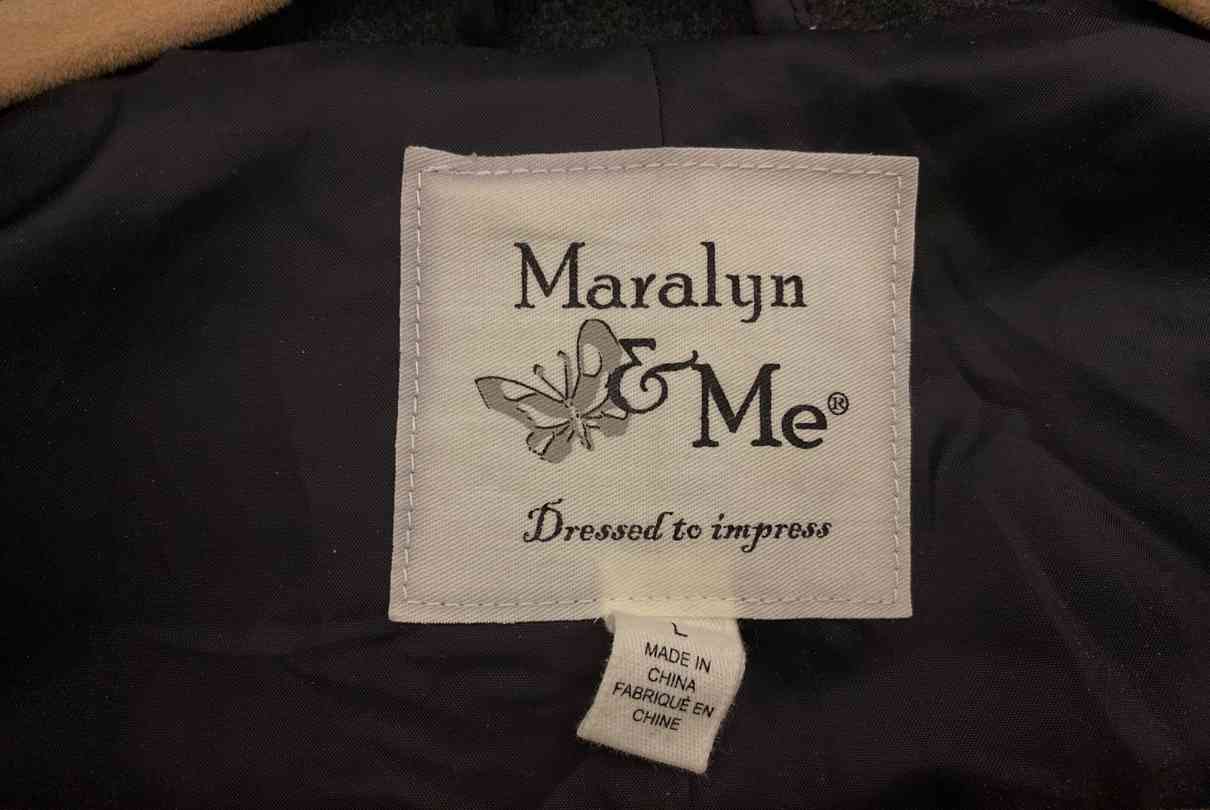 Maralyn
& Me®
Dressed to impress
L
MADE IN
CHINA
FABRIQUÉ EN
CHINE